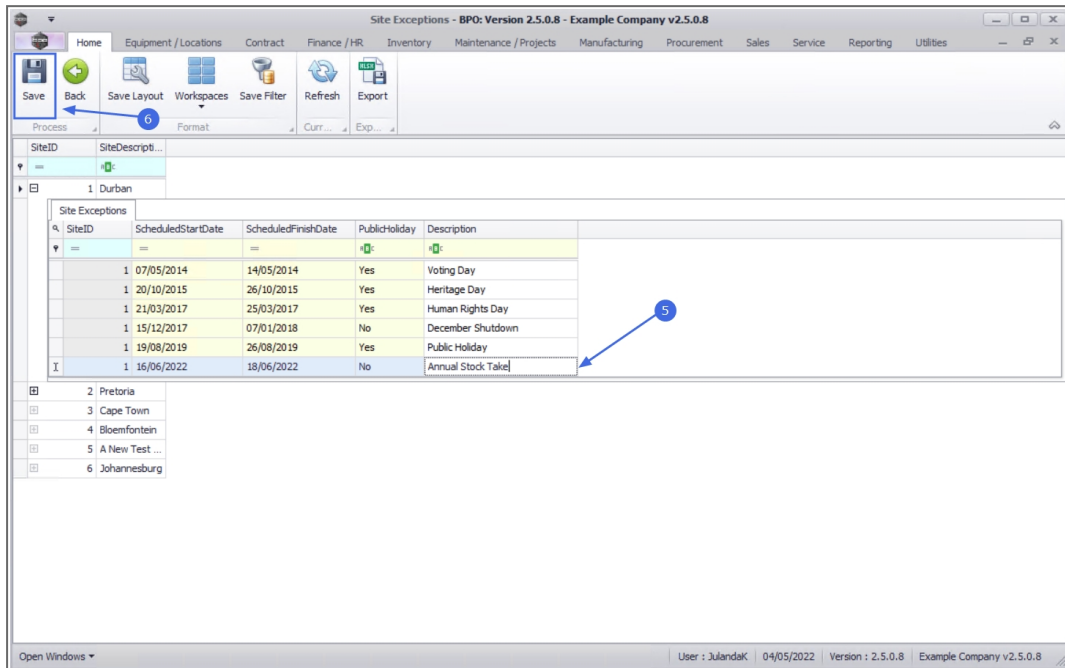 Site Exceptions - BPO: Version 2.5.0.8 - Example Company v2.5.0.8
Home Equipment / Locations Contract Finance / HR Inventory Maintenance / Projects Manufacturing Procurement Sales Service Reporting Utilities
Save Back Save Layout Workspaces Save Filter Refresh Export
6
Process Format Curr... Exp...
SiteID SiteDescripti...
= ABC
1 Durban
Site Exceptions
SiteID ScheduledStartDate ScheduledFinishDate PublicHoliday Description
= = = ABC ABC
1 07/05/2014 14/05/2014 Yes Voting Day
1 20/10/2015 26/10/2015 Yes Heritage Day
1 21/03/2017 25/03/2017 Yes Human Rights Day
5
1 15/12/2017 07/01/2018 No December Shutdown
1 19/08/2019 26/08/2019 Yes Public Holiday
1 16/06/2022 18/06/2022 No Annual Stock Take
2 Pretoria
3 Cape Town
4 Bloemfontein
5 A New Test ...
6 Johannesburg
Open Windows User : JulandaK 04/05/2022 Version : 2.5.0.8 Example Company v2.5.0.8